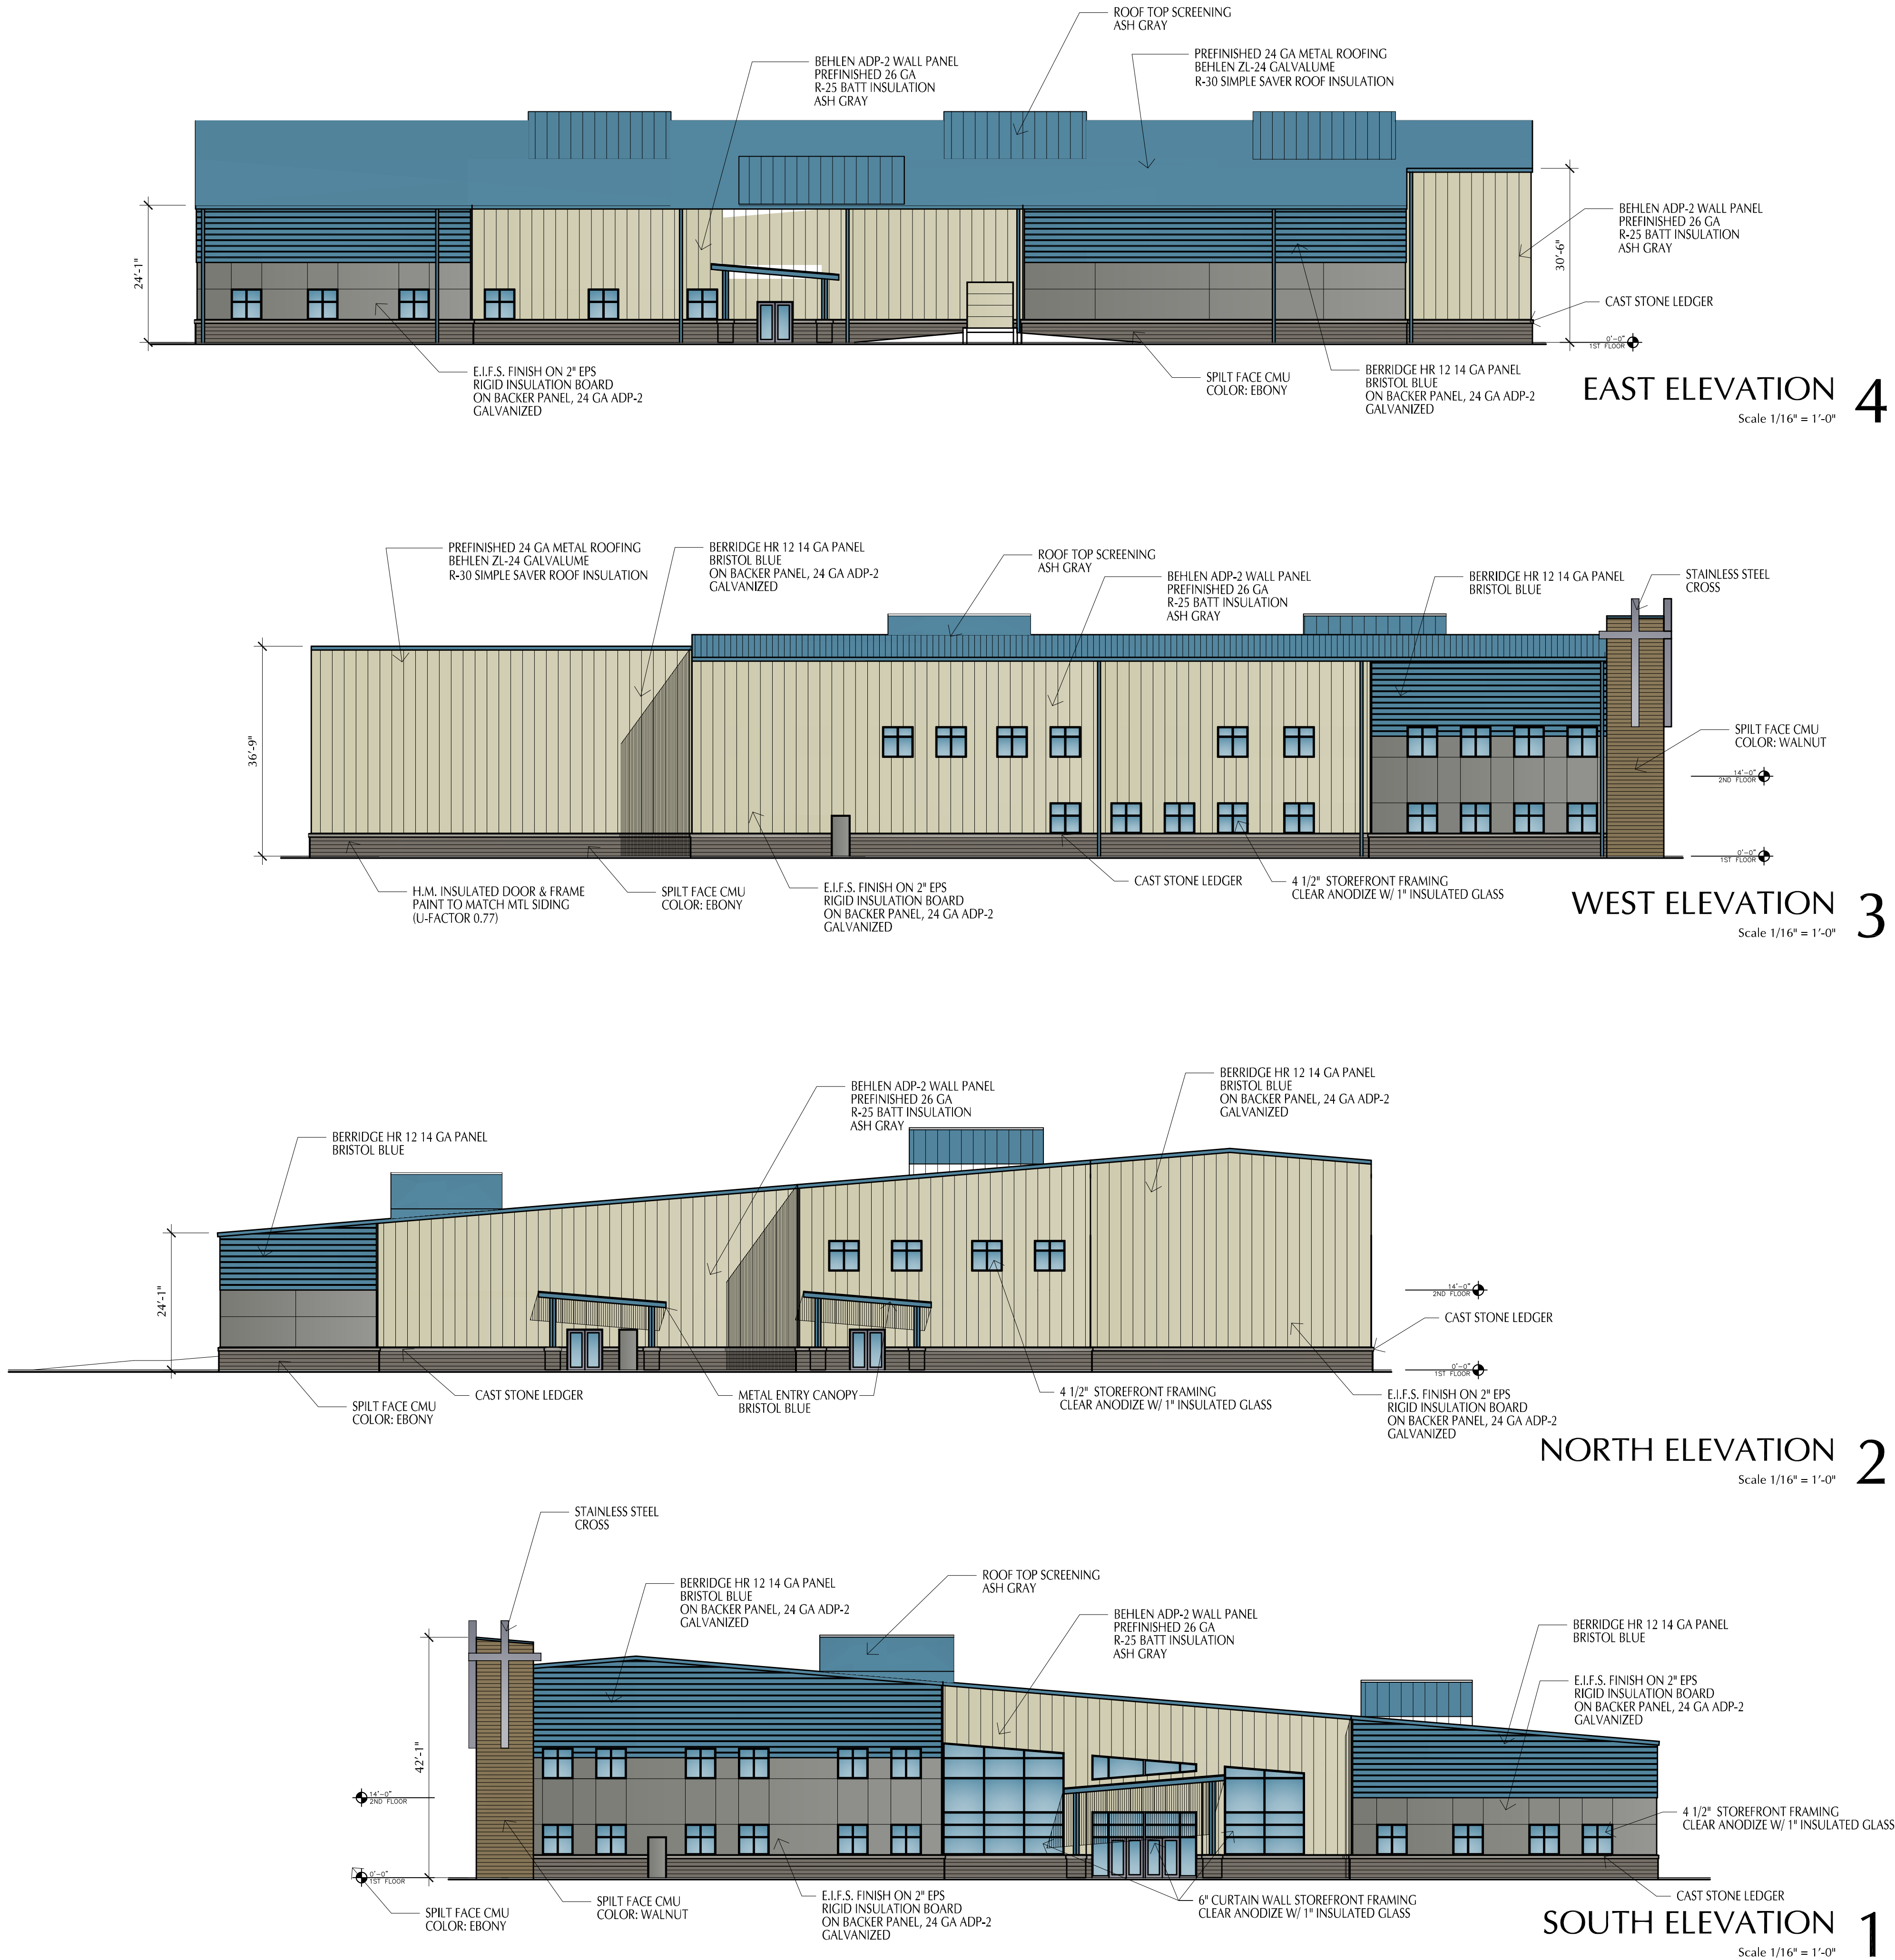 ROOF TOP SCREENING
ASH GRAY
PREFINISHED 24 GA METAL ROOFING
BEHLEN ZL-24 GALVALUME
R-30 SIMPLE SAVER ROOF INSULATION
BEHLEN ADP-2 WALL PANEL
PREFINISHED 26 GA
R-25 BATT INSULATION
ASH GRAY
BEHLEN ADP-2 WALL PANEL
PREFINISHED 26 GA
R-25 BATT INSULATION
ASH GRAY
24'-1"
30'-6"
CAST STONE LEDGER
0'-0"
1ST FLOOR
E.I.F.S. FINISH ON 2" EPS
RIGID INSULATION BOARD
ON BACKER PANEL, 24 GA ADP-2
GALVANIZED
SPILT FACE CMU
COLOR: EBONY
BERRIDGE HR 12 14 GA PANEL
BRISTOL BLUE
ON BACKER PANEL, 24 GA ADP-2
GALVANIZED
EAST ELEVATION 4
Scale 1/16" = 1'-0"
PREFINISHED 24 GA METAL ROOFING
BEHLEN ZL-24 GALVALUME
R-30 SIMPLE SAVER ROOF INSULATION
BERRIDGE HR 12 14 GA PANEL
BRISTOL BLUE
ON BACKER PANEL, 24 GA ADP-2
GALVANIZED
ROOF TOP SCREENING
ASH GRAY
BEHLEN ADP-2 WALL PANEL
PREFINISHED 26 GA
R-25 BATT INSULATION
ASH GRAY
BERRIDGE HR 12 14 GA PANEL
BRISTOL BLUE
STAINLESS STEEL
CROSS
36'-9"
SPILT FACE CMU
COLOR: WALNUT
14'-0"
2ND FLOOR
0'-0"
1ST FLOOR
H.M. INSULATED DOOR & FRAME
PAINT TO MATCH MTL SIDING
(U-FACTOR 0.77)
SPILT FACE CMU
COLOR: EBONY
E.I.F.S. FINISH ON 2" EPS
RIGID INSULATION BOARD
ON BACKER PANEL, 24 GA ADP-2
GALVANIZED
CAST STONE LEDGER
4 1/2" STOREFRONT FRAMING
CLEAR ANODIZE W/ 1" INSULATED GLASS
WEST ELEVATION 3
Scale 1/16" = 1'-0"
BERRIDGE HR 12 14 GA PANEL
BRISTOL BLUE
BEHLEN ADP-2 WALL PANEL
PREFINISHED 26 GA
R-25 BATT INSULATION
ASH GRAY
BERRIDGE HR 12 14 GA PANEL
BRISTOL BLUE
ON BACKER PANEL, 24 GA ADP-2
GALVANIZED
24'-1"
14'-0"
2ND FLOOR
CAST STONE LEDGER
0'-0"
1ST FLOOR
SPILT FACE CMU
COLOR: EBONY
CAST STONE LEDGER
METAL ENTRY CANOPY
BRISTOL BLUE
4 1/2" STOREFRONT FRAMING
CLEAR ANODIZE W/ 1" INSULATED GLASS
E.I.F.S. FINISH ON 2" EPS
RIGID INSULATION BOARD
ON BACKER PANEL, 24 GA ADP-2
GALVANIZED
NORTH ELEVATION 2
Scale 1/16" = 1'-0"
STAINLESS STEEL
CROSS
BERRIDGE HR 12 14 GA PANEL
BRISTOL BLUE
ON BACKER PANEL, 24 GA ADP-2
GALVANIZED
ROOF TOP SCREENING
ASH GRAY
BEHLEN ADP-2 WALL PANEL
PREFINISHED 26 GA
R-25 BATT INSULATION
ASH GRAY
BERRIDGE HR 12 14 GA PANEL
BRISTOL BLUE
E.I.F.S. FINISH ON 2" EPS
RIGID INSULATION BOARD
ON BACKER PANEL, 24 GA ADP-2
GALVANIZED
42'-1"
14'-0"
2ND FLOOR
0'-0"
1ST FLOOR
4 1/2" STOREFRONT FRAMING
CLEAR ANODIZE W/ 1" INSULATED GLASS
SPILT FACE CMU
COLOR: EBONY
SPILT FACE CMU
COLOR: WALNUT
E.I.F.S. FINISH ON 2" EPS
RIGID INSULATION BOARD
ON BACKER PANEL, 24 GA ADP-2
GALVANIZED
6" CURTAIN WALL STOREFRONT FRAMING
CLEAR ANODIZE W/ 1" INSULATED GLASS
CAST STONE LEDGER
SOUTH ELEVATION 1
Scale 1/16" = 1'-0"